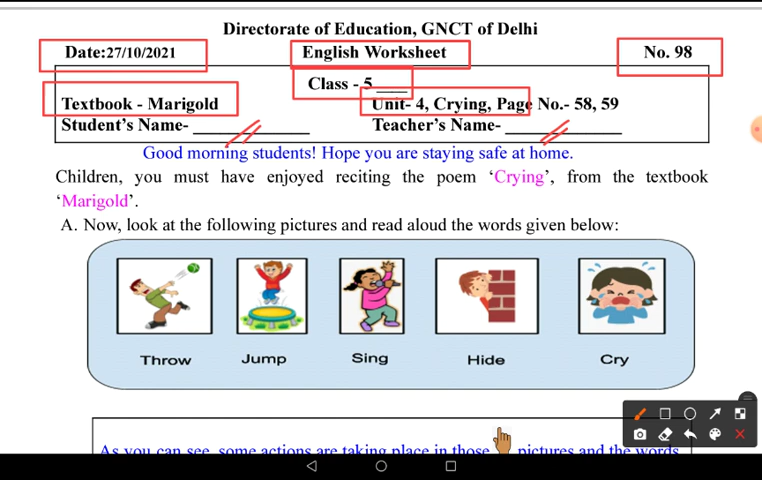 Directorate of Education, GNCT of Delhi
Date:27/10/2021 English Worksheet No. 98
Class - 5____
Textbook - Marigold Unit- 4, Crying, Page No.- 58, 59
Student's Name- _____________ Teacher's Name- _____________
Good morning students! Hope you are staying safe at home.
Children, you must have enjoyed reciting the poem 'Crying', from the textbook
'Marigold'.
A. Now, look at the following pictures and read aloud the words given below:
Throw Jump Sing Hide Cry
As you can see, some actions are taking place in those pictures and the words